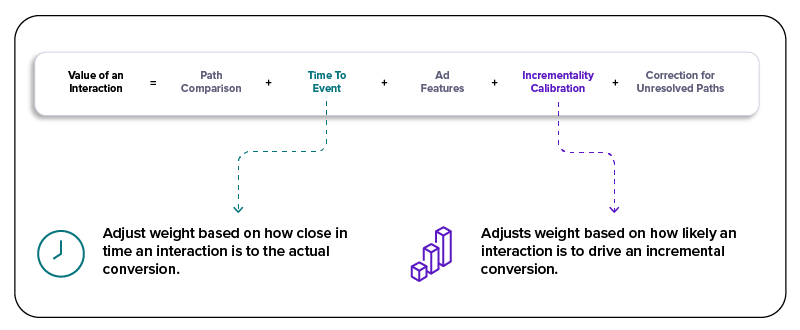 Value of an
Interaction
=
Path
Comparison
+
Time To
Event
+
Ad
Features
+
Incrementality
Calibration
+
Correction for
Unresolved Paths
Adjust weight based on how close in
time an interaction is to the actual
conversion.
Adjusts weight based on how likely an
interaction is to drive an incremental
conversion.